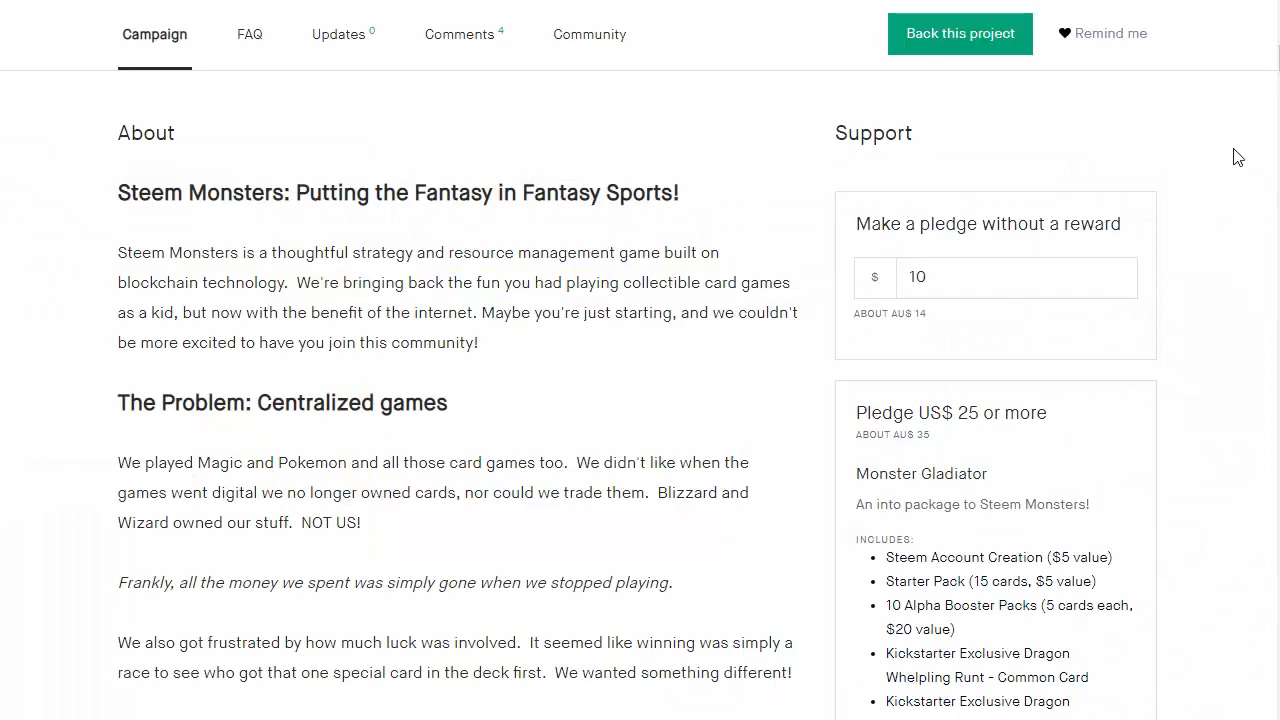 Campaign FAQ Updates 0 Comments 4 Community Back this project Remind me
About
Steem Monsters: Putting the Fantasy in Fantasy Sports!
Steem Monsters is a thoughtful strategy and resource management game built on
blockchain technology. We're bringing back the fun you had playing collectible card games
as a kid, but now with the benefit of the internet. Maybe you're just starting, and we couldn't
be more excited to have you join this community!
The Problem: Centralized games
We played Magic and Pokemon and all those card games too. We didn't like when the
games went digital we no longer owned cards, nor could we trade them. Blizzard and
Wizard owned our stuff. NOT US!
Frankly, all the money we spent was simply gone when we stopped playing.
We also got frustrated by how much luck was involved. It seemed like winning was simply a
race to see who got that one special card in the deck first. We wanted something different!
Support
Make a pledge without a reward
$ 10
ABOUT AU$ 14
Pledge US$ 25 or more
ABOUT AU$ 35
Monster Gladiator
An into package to Steem Monsters!
INCLUDES:
• Steem Account Creation ($5 value)
• Starter Pack (15 cards, $5 value)
• 10 Alpha Booster Packs (5 cards each,
$20 value)
• Kickstarter Exclusive Dragon
Whelpling Runt - Common Card
• Kickstarter Exclusive Dragon